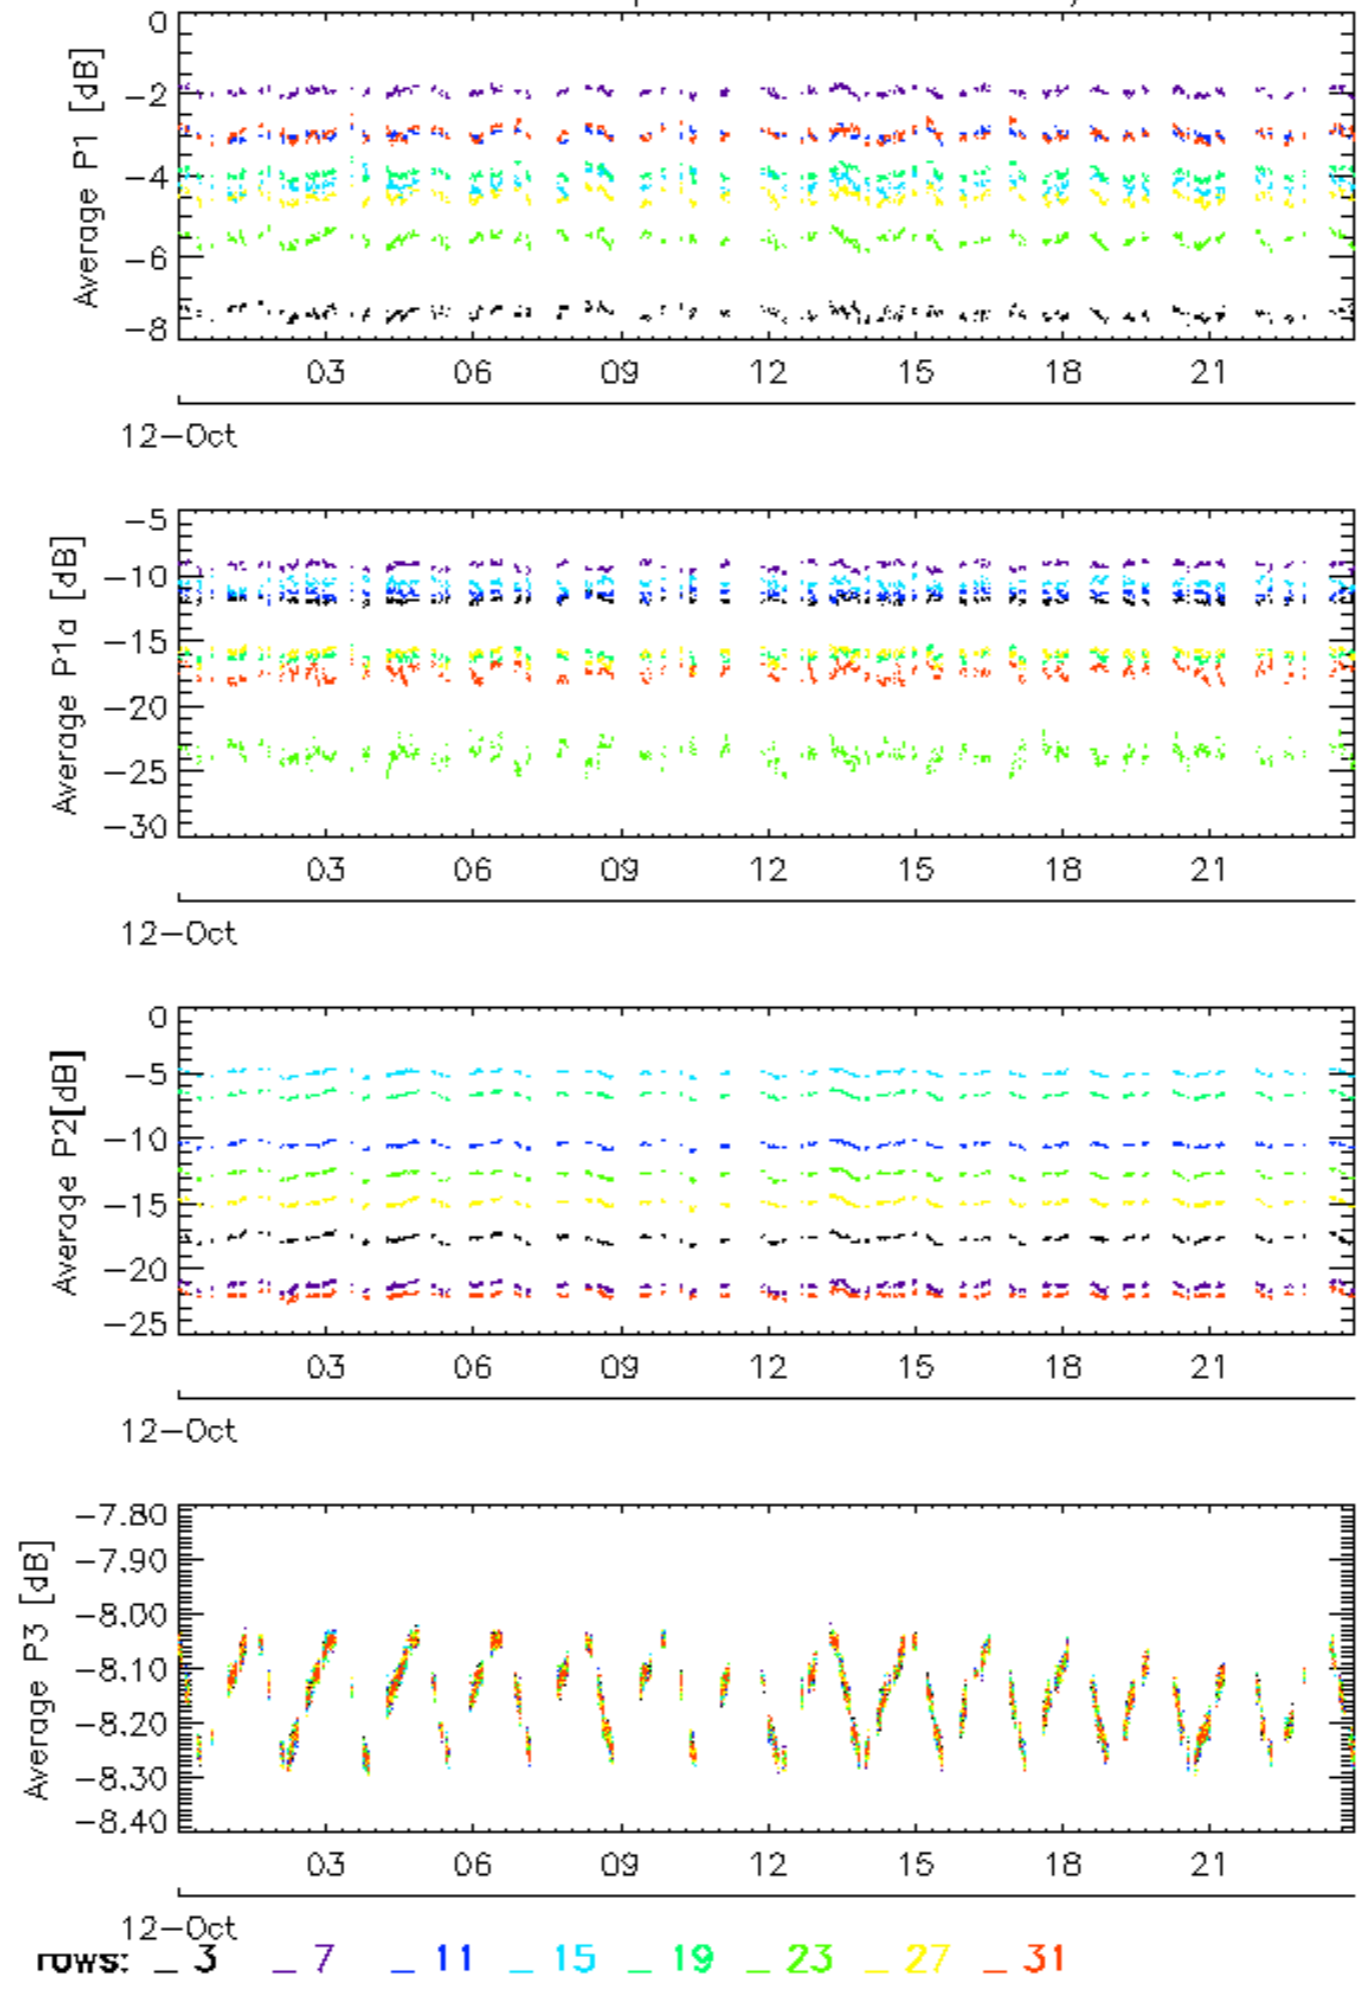 Average P1 [dB]
0
−2
−4
−6
−8
03 06 09 12 15 18 21
12−Oct
Average P1a [dB]
−5
−10
−15
−20
−25
−30
03 06 09 12 15 18 21
12−Oct
Average P2[dB]
0
−5
−10
−15
−20
−25
03 06 09 12 15 18 21
12−Oct
Average P3 [dB]
−7.80
−7.90
−8.00
−8.10
−8.20
−8.30
−8.40
03 06 09 12 15 18 21
12−Oct
rows: _ 3 _ 7 _ 11 _ 15 _ 19 _ 23 _ 27 _ 31